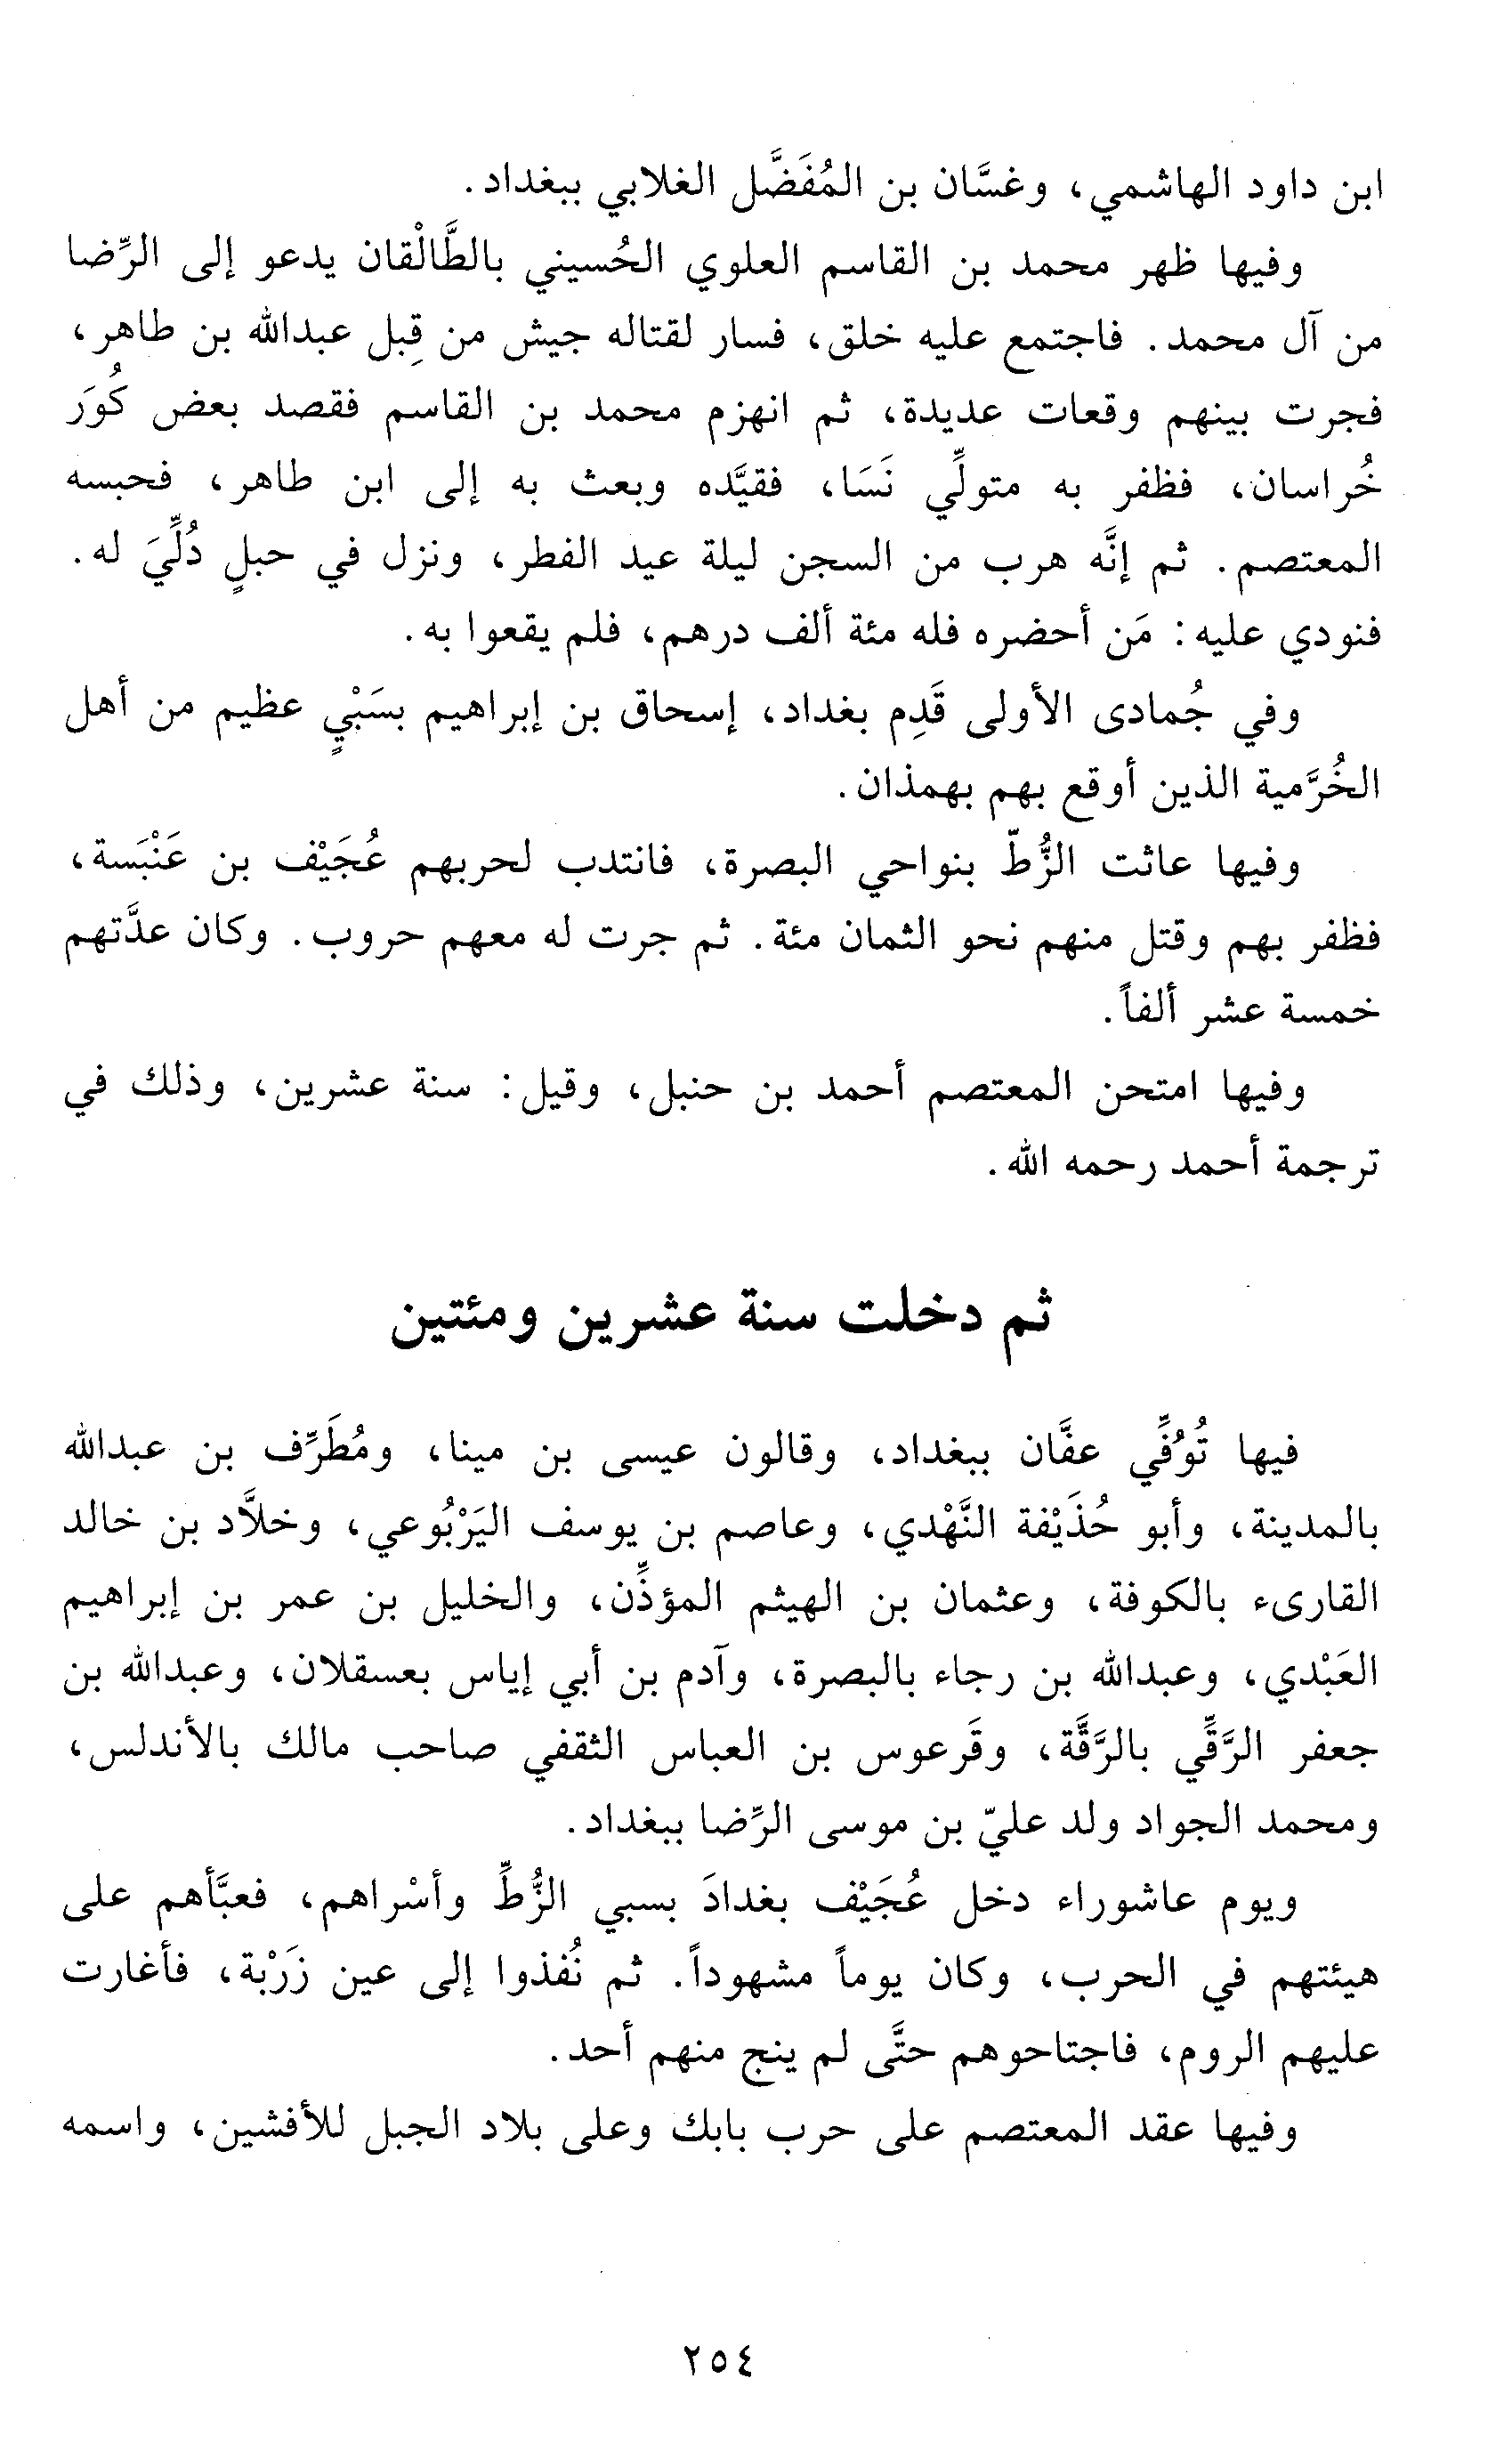 ابن داود الهاشمي، وغسَّان بن المُفَضَّل الغلابي ببغداد.
وفيها ظهر محمد بن القاسم العلوي الحُسيني بالطَّالْقان يدعو إلى الرِّضا
من آل محمد. فاجتمع عليه خلق، فسار لقتاله جيش من قِبل عبدالله بن طاهر،
فجرت بينهم وقعات عديدة، ثم انهزم محمد بن القاسم فقصد بعض كُوَر
خُراسان، فظفر به متولِّي نَسَا، فقيَّده وبعث به إلى ابن طاهر، فحبسه
المعتصم. ثم إنَّه هرب من السجن ليلة عيد الفطر، ونزل في حبلٍ دُلِّيَ له.
فنودي عليه: مَن أحضره فله مئة ألف درهم، فلم يقعوا به.
وفي جُمادى الأولى قَدِم بغداد، إسحاق بن إبراهيم بسَبْيٍ عظيم من أهل
الخُرَّمية الذين أوقع بهم بهمذان.
وفيها عاثت الزُّطّ بنواحي البصرة، فانتدب لحربهم عُجَيْف بن عَنْبَسة،
فظفر بهم وقتل منهم نحو الثمان مئة. ثم جرت له معهم حروب. وكان عدَّتهم
خمسة عشر ألفاً.
وفيها امتحن المعتصم أحمد بن حنبل، وقيل: سنة عشرين، وذلك في
ترجمة أحمد رحمه الله.
ثم دخلت سنة عشرين ومئتين
فيها تُوُفِّي عفَّان ببغداد، وقالون عيسى بن مينا، ومُطَرِّف بن عبدالله
بالمدينة، وأبو حُذَيْفة النَّهْدي، وعاصم بن يوسف اليَرْبُوعي، وخلاَّد بن خالد
القارىء بالكوفة، وعثمان بن الهيثم المؤذِّن، والخليل بن عمر بن إبراهيم
العَبْدي، وعبدالله بن رجاء بالبصرة، وآدم بن أبي إياس بعسقلان، وعبدالله بن
جعفر الرَّقِّي بالرَّقَّة، وقَرعوس بن العباس الثقفي صاحب مالك بالأندلس،
ومحمد الجواد ولد عليّ بن موسى الرِّضا ببغداد.
ويوم عاشوراء دخل عُجَيْف بغدادَ بسبي الزُّطِّ وأسْراهم، فعبَّأهم على
هيئتهم في الحرب، وكان يوماً مشهوداً. ثم نُفذوا إلى عين زَرْبة، فأغارت
عليهم الروم، فاجتاحوهم حتَّى لم ينج منهم أحد.
وفيها عقد المعتصم على حرب بابك وعلى بلاد الجبل للأفشين، واسمه
٢٥٤